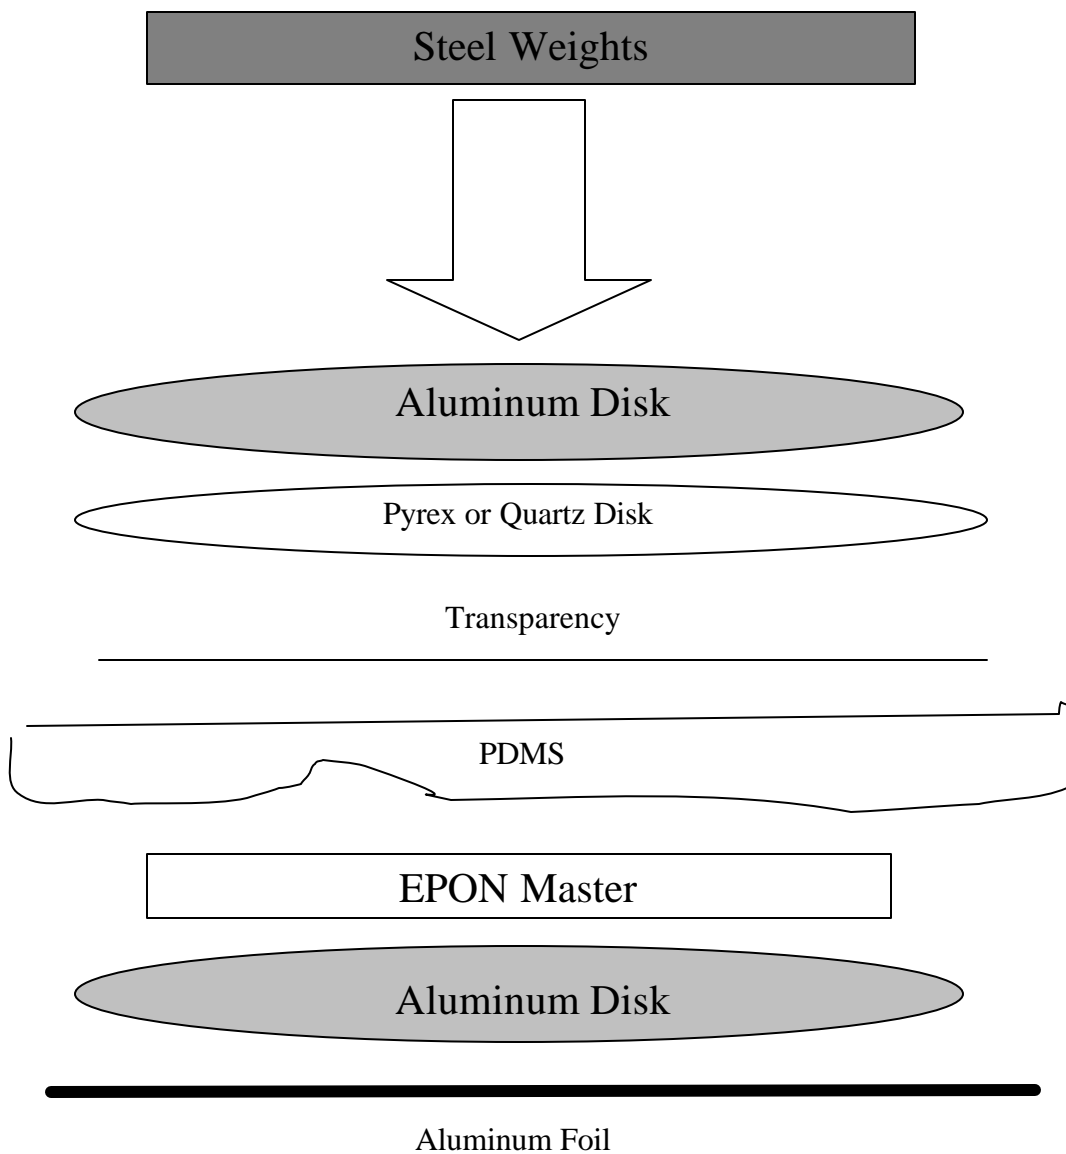 Steel Weights
Aluminum Disk
Pyrex or Quartz Disk
Transparency
PDMS
EPON Master
Aluminum Disk
Aluminum Foil